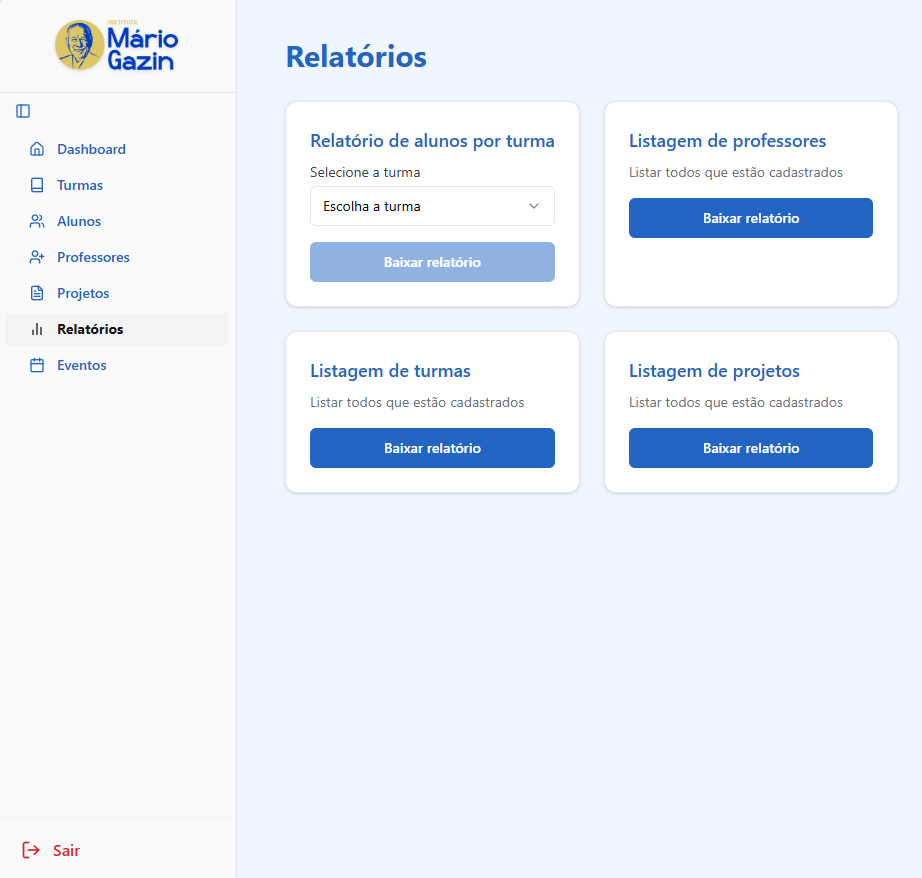 INSTITUTO
Mário
Gazin
Dashboard
Turmas
Alunos
Professores
Projetos
Relatórios
Eventos
Sair
Relatórios
Relatório de alunos por turma
Selecione a turma
Escolha a turma
Baixar relatório
Listagem de professores
Listar todos que estão cadastrados
Baixar relatório
Listagem de turmas
Listar todos que estão cadastrados
Baixar relatório
Listagem de projetos
Listar todos que estão cadastrados
Baixar relatório